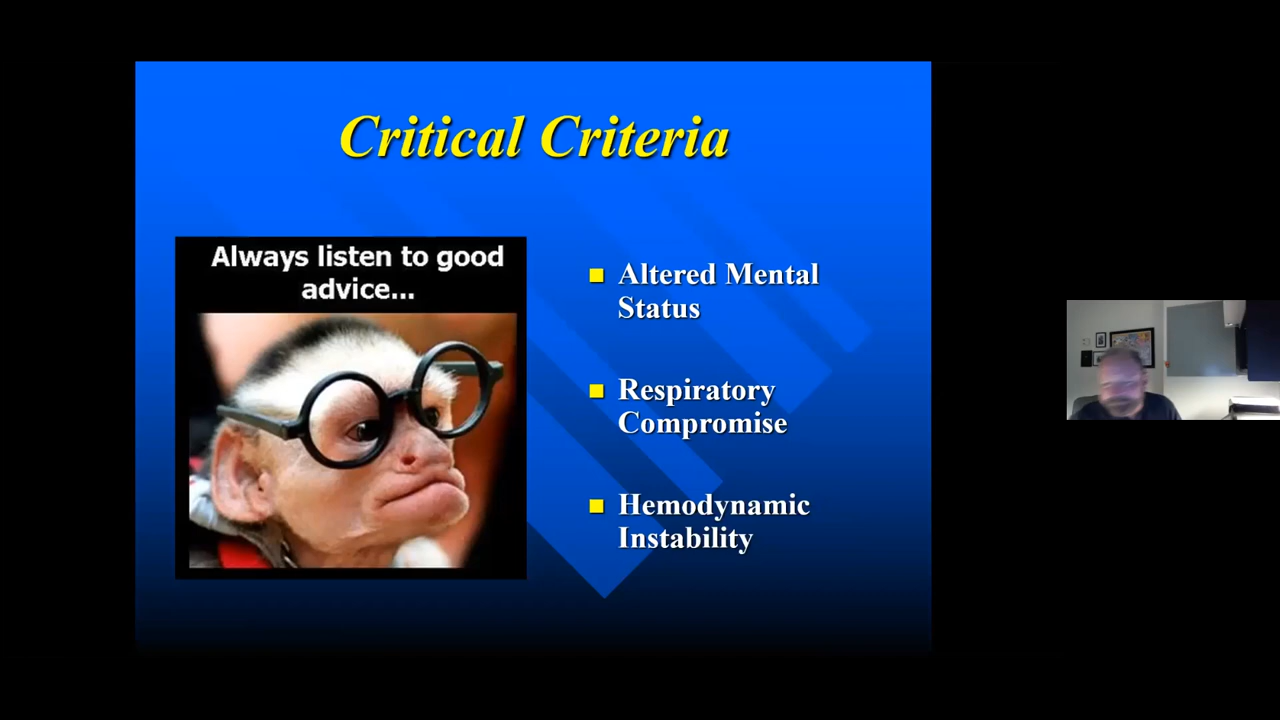 Critical Criteria
Always listen to good
advice...
Altered Mental
Status
Respiratory
Compromise
Hemodynamic
Instability